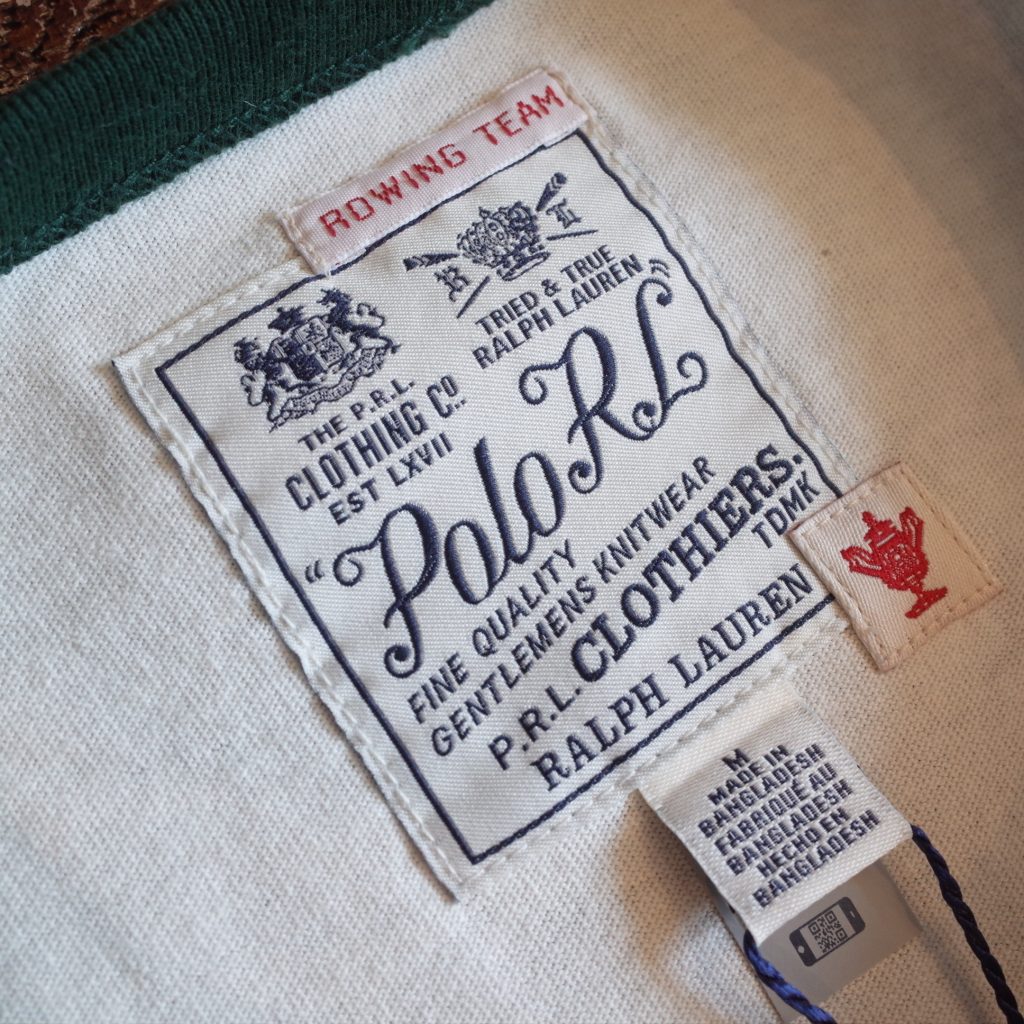 ROWING TEAM
R L
TRIED & TRUE
RALPH LAUREN
THE P.R.L.
CLOTHING CO.
EST LXVII
"Polo RL"
FINE QUALITY
GENTLEMENS KNITWEAR
P.R.L. CLOTHIERS.
TDMK
RALPH LAUREN
M
MADE IN
BANGLADESH
FABRIQUÉ AU
BANGLADESH
HECHO EN
BANGLADESH